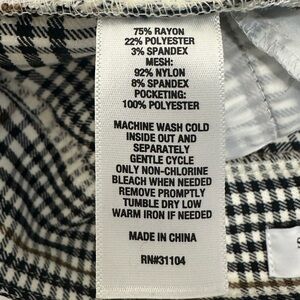 75% RAYON
22% POLYESTER
3% SPANDEX
MESH:
92% NYLON
8% SPANDEX
POCKETING:
100% POLYESTER
MACHINE WASH COLD
INSIDE OUT AND
SEPARATELY
GENTLE CYCLE
ONLY NON-CHLORINE
BLEACH WHEN NEEDED
REMOVE PROMPTLY
TUMBLE DRY LOW
WARM IRON IF NEEDED
MADE IN CHINA
RN#31104